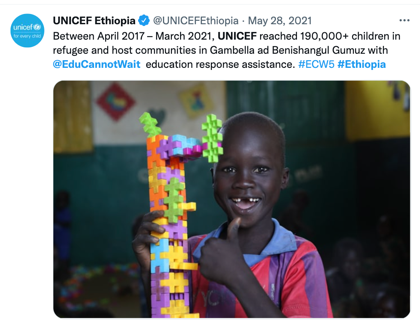 unicef
for every child
UNICEF Ethiopia @UNICEFEthiopia · May 28, 2021
Between April 2017 – March 2021, UNICEF reached 190,000+ children in
refugee and host communities in Gambella ad Benishangul Gumuz with
@EduCannotWait education response assistance. #ECW5 #Ethiopia